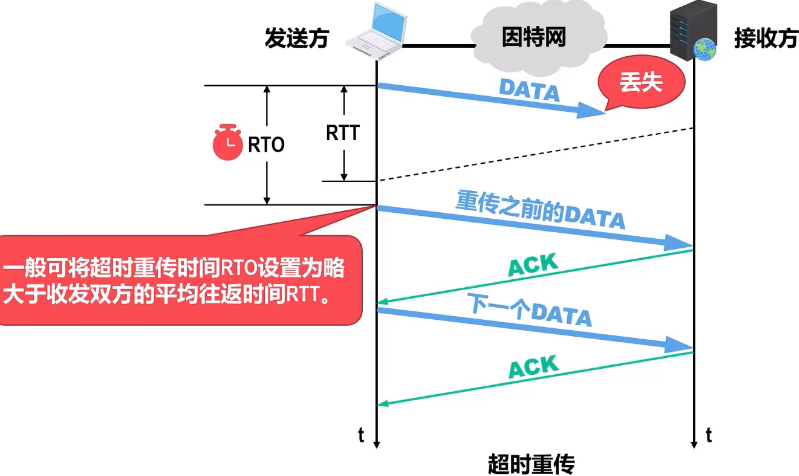 发送方
因特网
接收方
DATA
丢失
RTT
RTO
重传之前的DATA
一般可将超时重传时间RTO设置为略
大于收发双方的平均往返时间RTT。
ACK
下一个DATA
ACK
t
t
超时重传